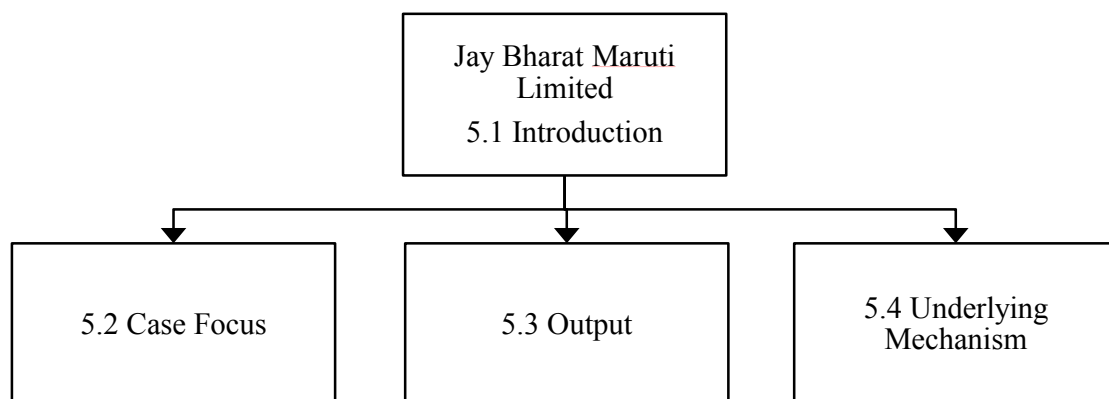 Jay Bharat Maruti
Limited
5.1 Introduction
5.2 Case Focus
5.3 Output
5.4 Underlying
Mechanism